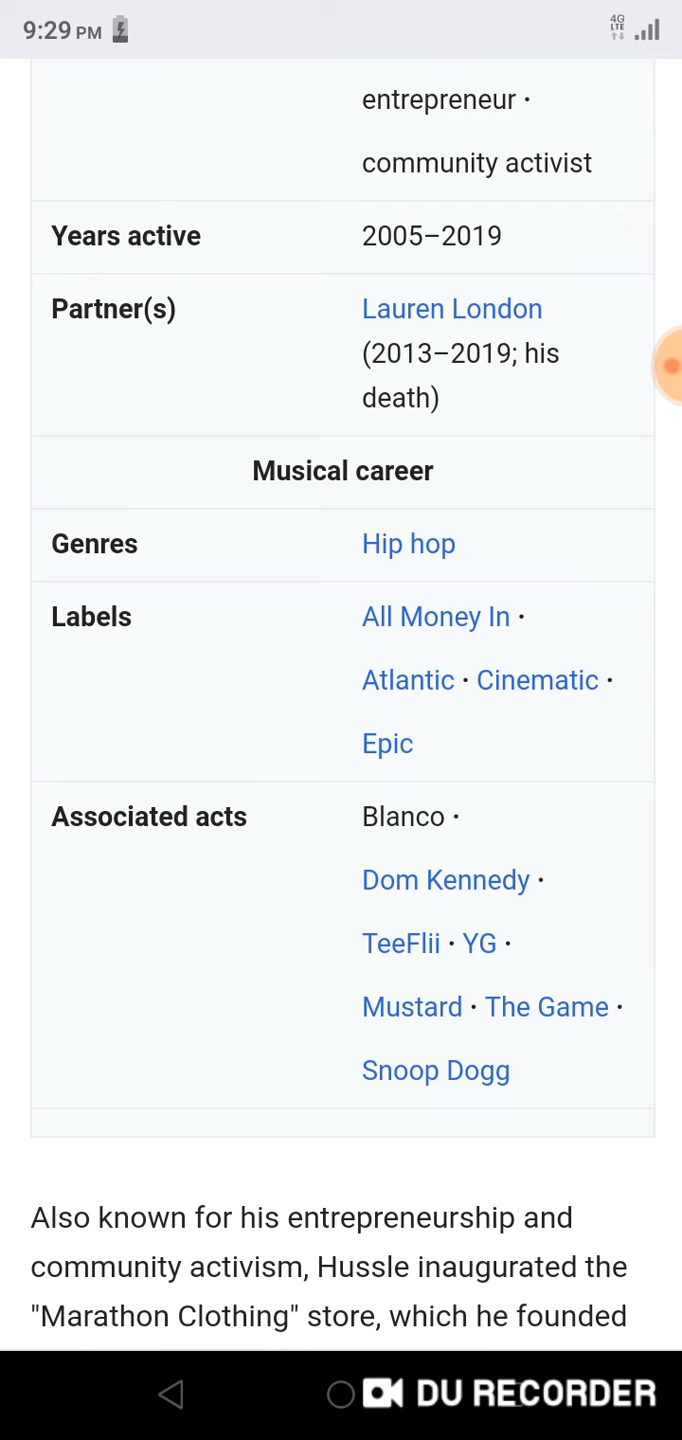 9:29 PM
4G
LTE
entrepreneur ·
community activist
Years active 2005–2019
Partner(s) Lauren London
(2013–2019; his
death)
Musical career
Genres Hip hop
Labels All Money In ·
Atlantic · Cinematic ·
Epic
Associated acts Blanco ·
Dom Kennedy ·
TeeFlii · YG ·
Mustard · The Game ·
Snoop Dogg
Also known for his entrepreneurship and
community activism, Hussle inaugurated the
"Marathon Clothing" store, which he founded
DU RECORDER